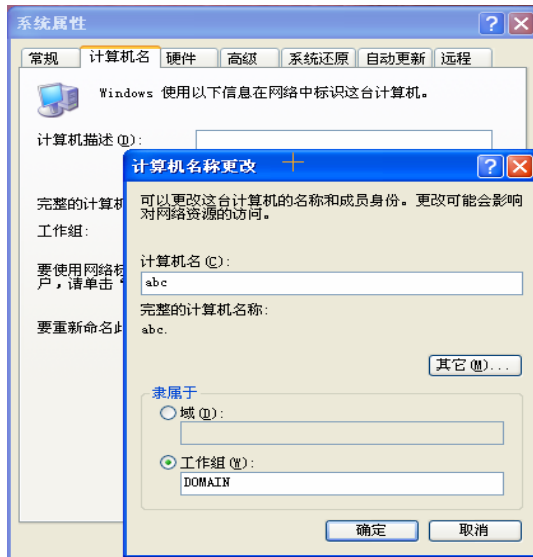 系统属性
常规 计算机名 硬件 高级 系统还原 自动更新 远程
Windows 使用以下信息在网络中标识这台计算机。
计算机描述(D):
完整的计算机
工作组:
要使用网络标
户，请单击“
要重新命名此
计算机名称更改
可以更改这台计算机的名称和成员身份。更改可能会影响
对网络资源的访问。
计算机名(C):
abc
完整的计算机名称:
abc.
其它(M)...
隶属于
域(D):
工作组(W):
DOMAIN
确定 取消